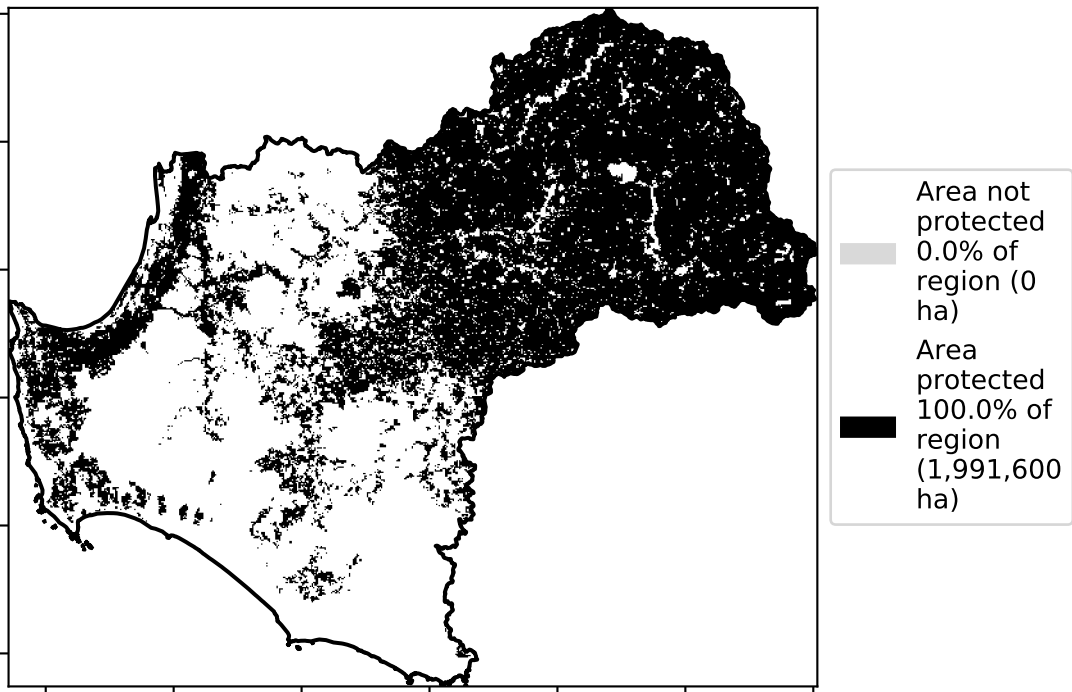 Area not
protected
0.0% of
region (0
ha)
Area
protected
100.0% of
region
(1,991,600
ha)